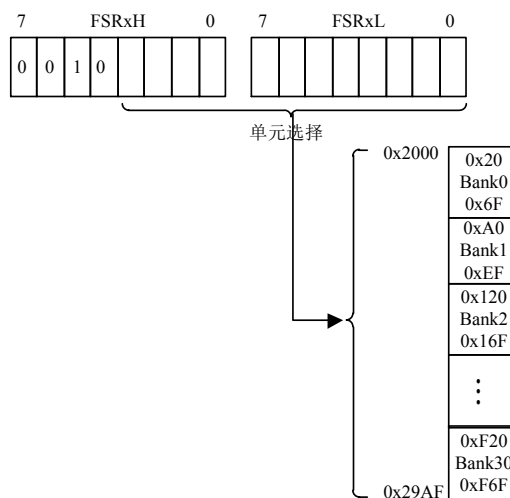 7 FSRxH 0 7 FSRxL 0
0 0 1 0
单元选择
0x2000
0x20
Bank0
0x6F
0xA0
Bank1
0xEF
0x120
Bank2
0x16F
⋮
0xF20
Bank30
0xF6F
0x29AF